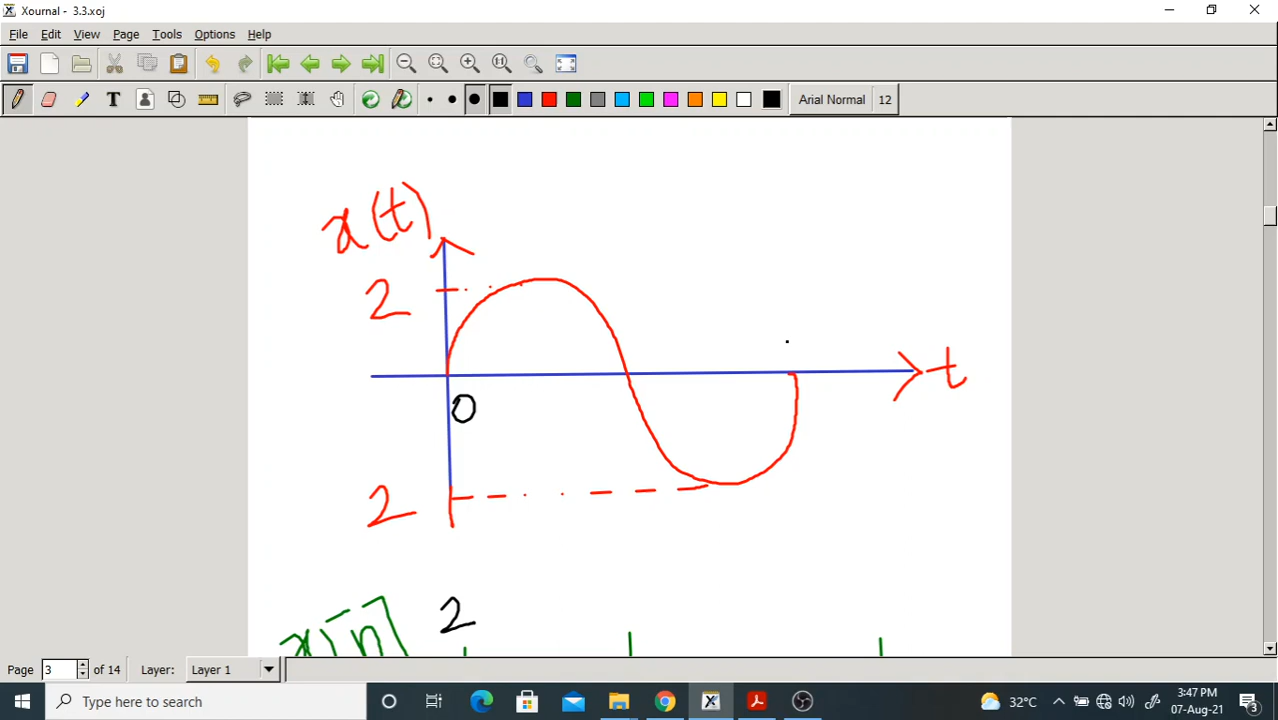 Xournal - 3.3.xoj
File Edit View Page Tools Options Help
T Arial Normal 12
x(t)
2
t
0
2
2
x[n]
Page 3 of 14 Layer: Layer 1
Type here to search 32°C 3:47 PM
07-Aug-21 3